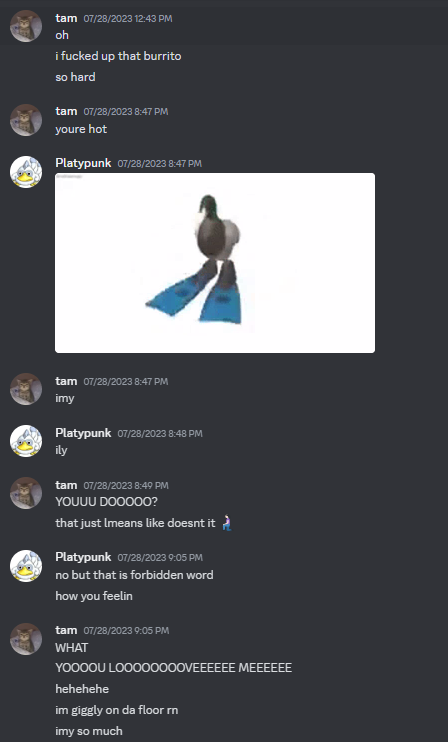 tam 07/28/2023 12:43 PM
oh
i fucked up that burrito
so hard
tam 07/28/2023 8:47 PM
youre hot
Platypunk 07/28/2023 8:47 PM
tam 07/28/2023 8:47 PM
imy
Platypunk 07/28/2023 8:48 PM
ily
tam 07/28/2023 8:49 PM
YOUUU DOOOOO?
that just lmeans like doesnt it
Platypunk 07/28/2023 9:05 PM
no but that is forbidden word
how you feelin
tam 07/28/2023 9:05 PM
WHAT
YOOOOU LOOOOOOOOVEEEEEE MEEEEEE
hehehehe
im giggly on da floor rn
imy so much